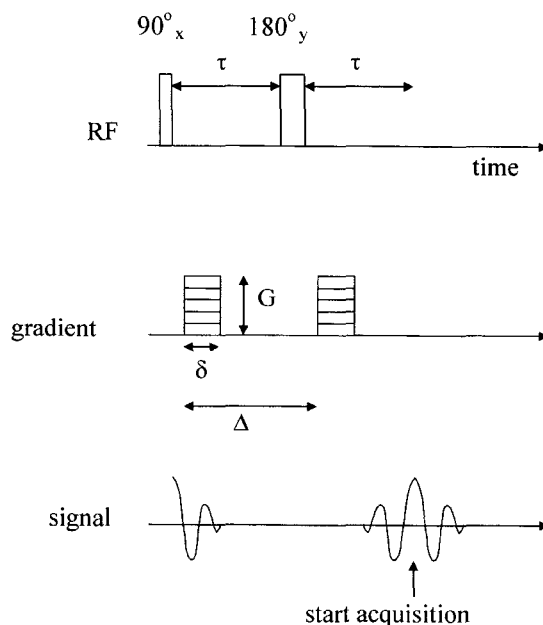 90°x 180°y
τ τ
RF
time
G
gradient
δ
Δ
signal
start acquisition